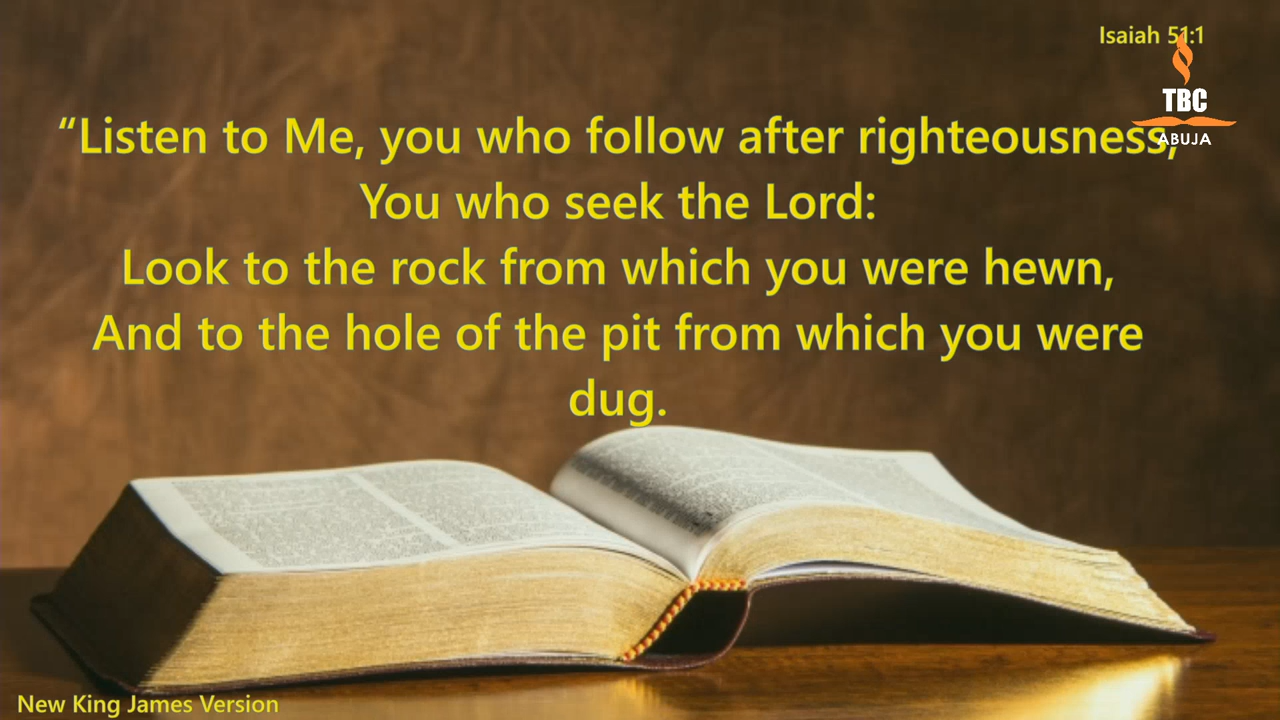 Isaiah 51:1
TBC
ABUJA
“Listen to Me, you who follow after righteousness,
You who seek the Lord:
Look to the rock from which you were hewn,
And to the hole of the pit from which you were
dug.
New King James Version